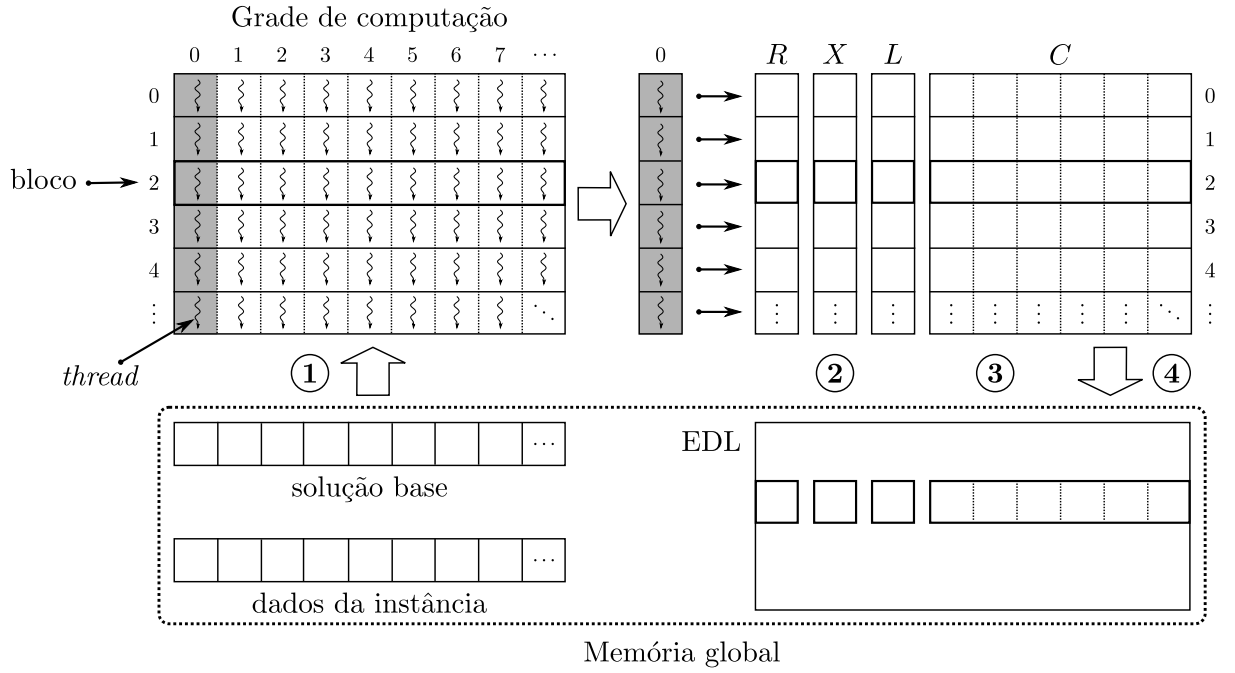 Grade de computação
0 1 2 3 4 5 6 7 ···
0 R X L C
0 0
1 1
bloco 2 2
3 3
4 4
⋮ ⋮ ⋮ ⋮ ⋮ ⋮ ⋮ ⋮ ⋮ ⋱ ⋮
⋱
thread
1 2 3 4
··· EDL
solução base
···
dados da instância
Memória global